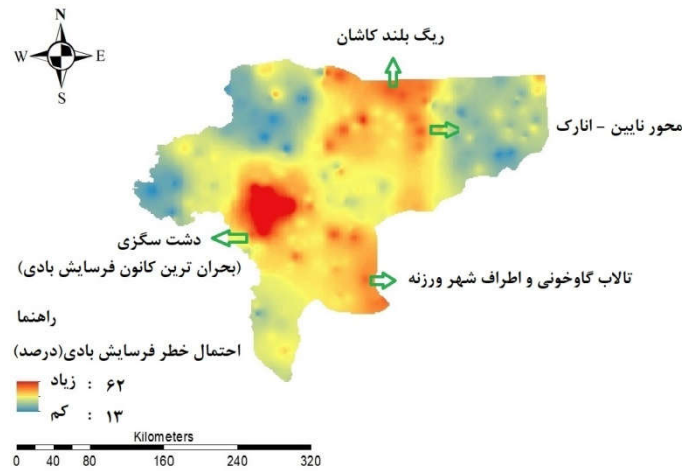 N
W E
S
ریگ بلند کاشان
محور نایین - انارک
دشت سگزی
(بحران ترین کانون فرسایش بادی)
تالاب گاوخونی و اطراف شهر ورزنه
راهنما
احتمال خطر فرسایش بادی(درصد)
زیاد : ۶۲
کم : ۱۳
Kilometers
0 40 80 160 240 320